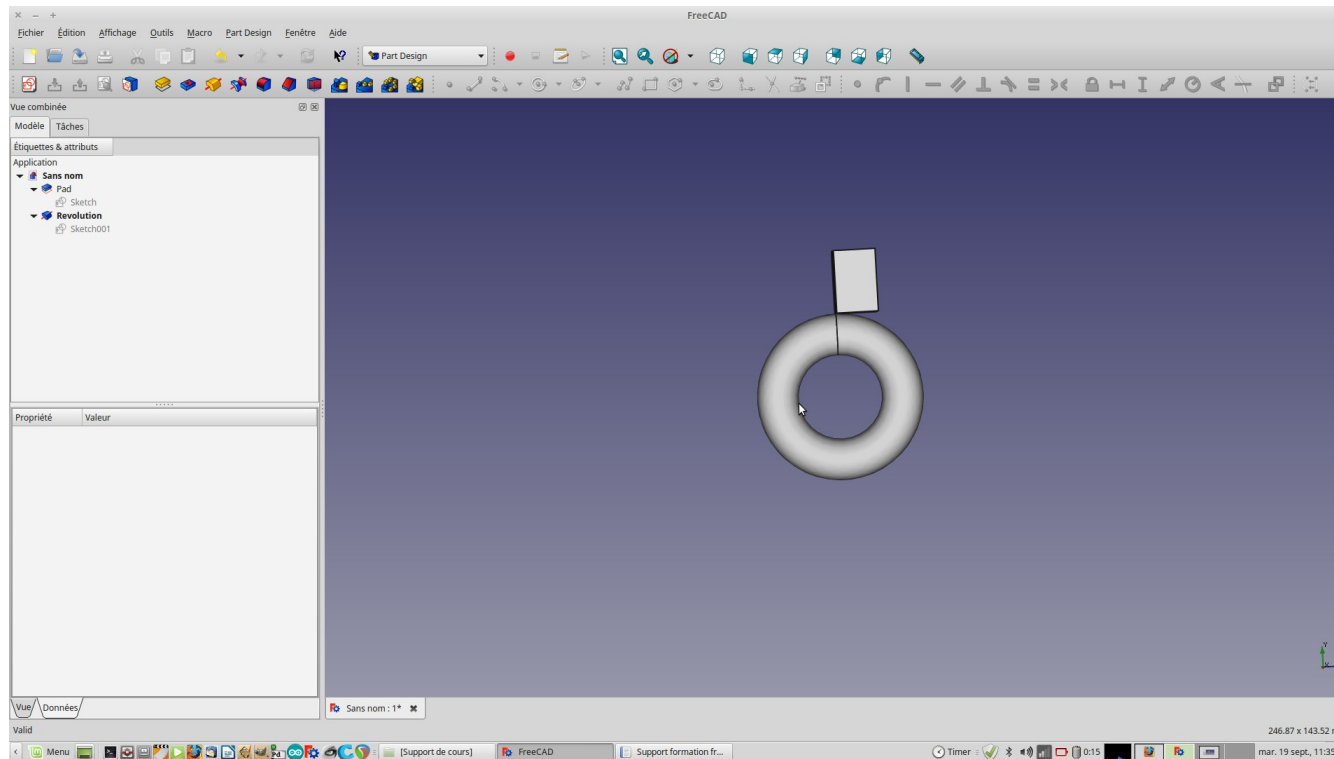 FreeCAD
Fichier Édition Affichage Outils Macro Part Design Fenêtre Aide
Part Design
Vue combinée
Modèle Tâches
Étiquettes & attributs
Application
Sans nom
Pad
Sketch
Revolution
Sketch001
Propriété Valeur
Y
X
Vue Données
Sans nom : 1*
Valid
246.87 x 143.52
Menu [Support de cours] FreeCAD Support formation fr... Timer 0:15 mar. 19 sept., 11:35